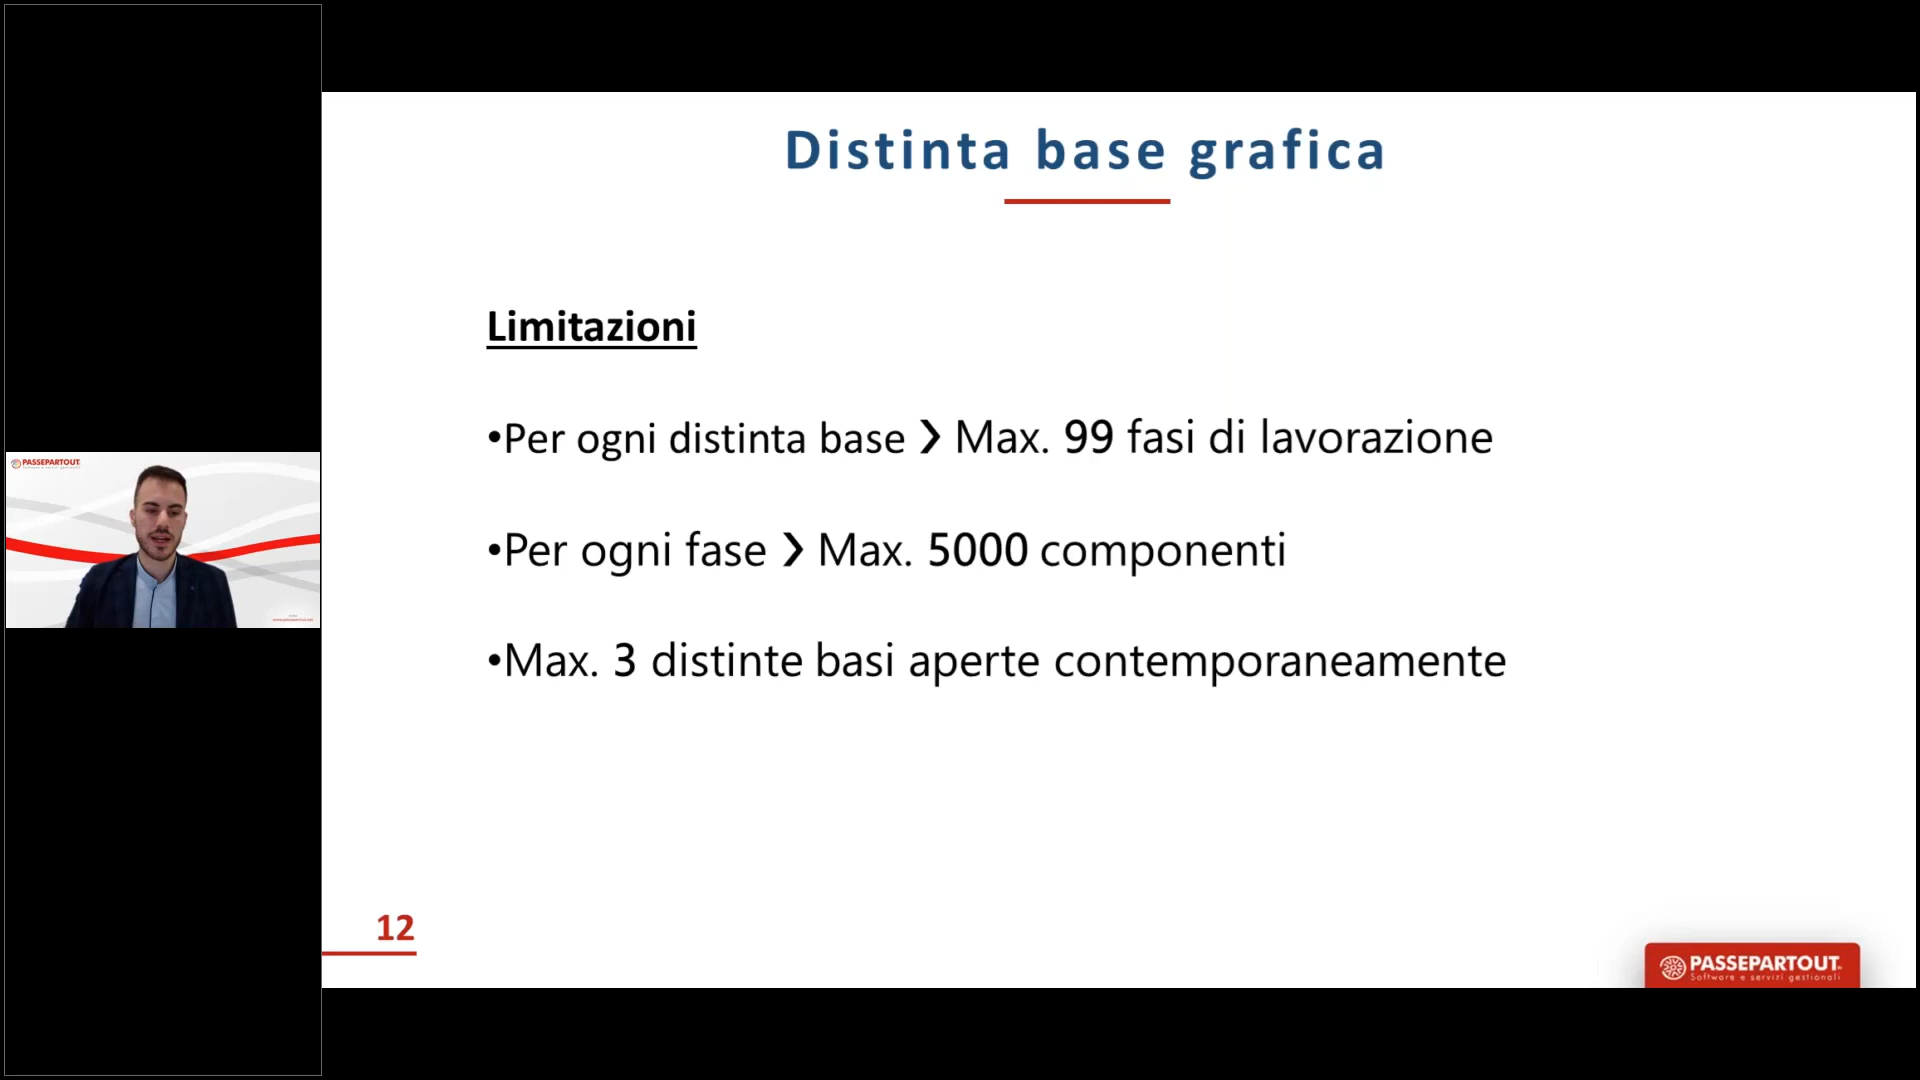 PASSEPARTOUT
Distinta base grafica
Limitazioni
•Per ogni distinta base ❯ Max. 99 fasi di lavorazione
•Per ogni fase ❯ Max. 5000 componenti
•Max. 3 distinte basi aperte contemporaneamente
12
PASSEPARTOUT
Software e servizi gestionali